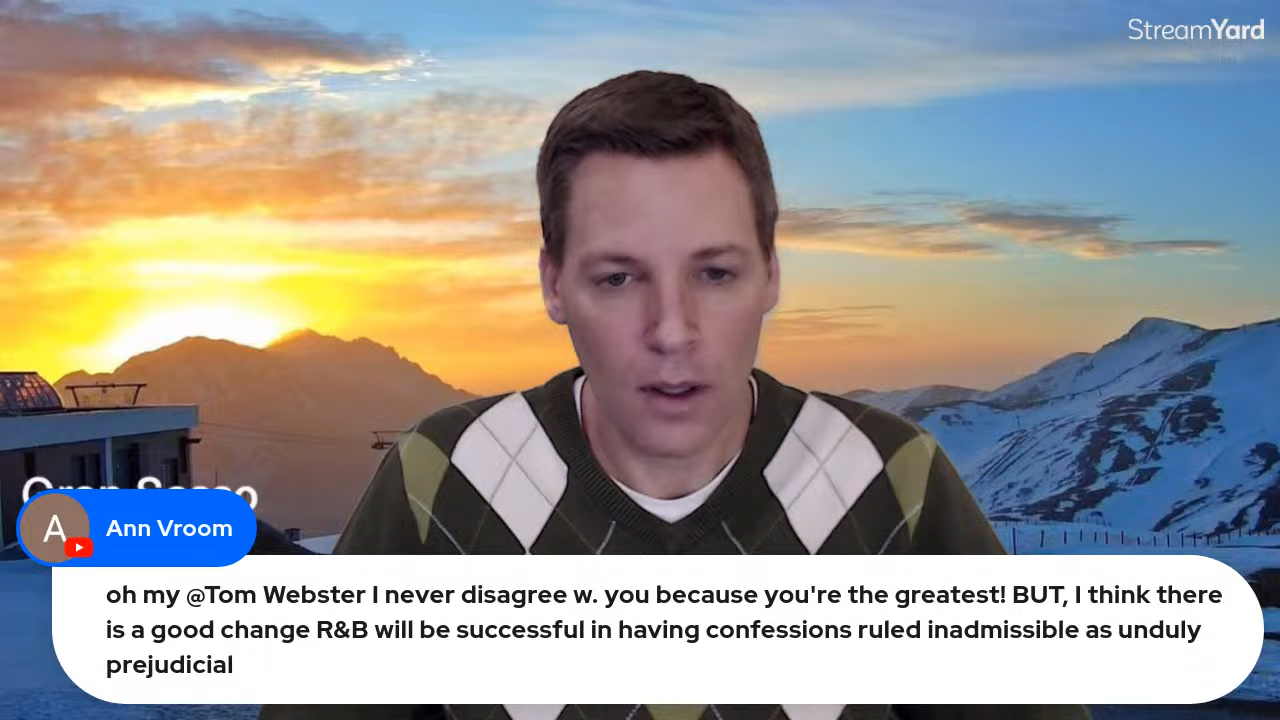 StreamYard
Ann Vroom
oh my @Tom Webster I never disagree w. you because you're the greatest! BUT, I think there
is a good change R&B will be successful in having confessions ruled inadmissible as unduly
prejudicial